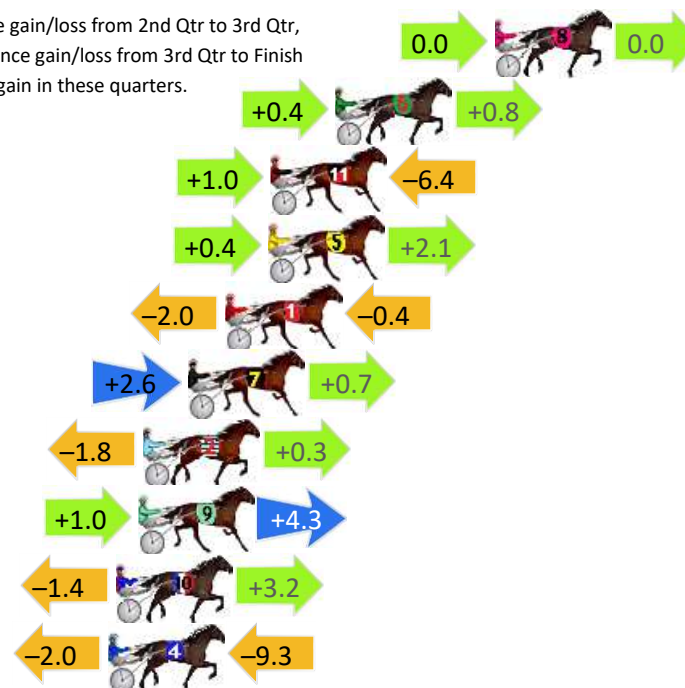 e gain/loss from 2nd Qtr to 3rd Qtr,
nce gain/loss from 3rd Qtr to Finish
gain in these quarters.
0.0 8 0.0
+0.4 6 +0.8
+1.0 11 –6.4
+0.4 5 +2.1
–2.0 1 –0.4
+2.6 7 +0.7
–1.8 2 +0.3
+1.0 9 +4.3
–1.4 10 +3.2
–2.0 4 –9.3